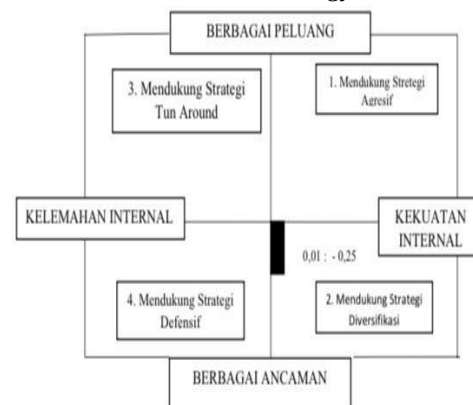 gy
BERBAGAI PELUANG
3. Mendukung Strategi
Tun Around
1. Mendukung Stretegi
Agresif
KELEMAHAN INTERNAL
KEKUATAN
INTERNAL
0,01 : - 0,25
4. Mendukung Strategi
Defensif
2. Mendukung Strategi
Diversifikasi
BERBAGAI ANCAMAN